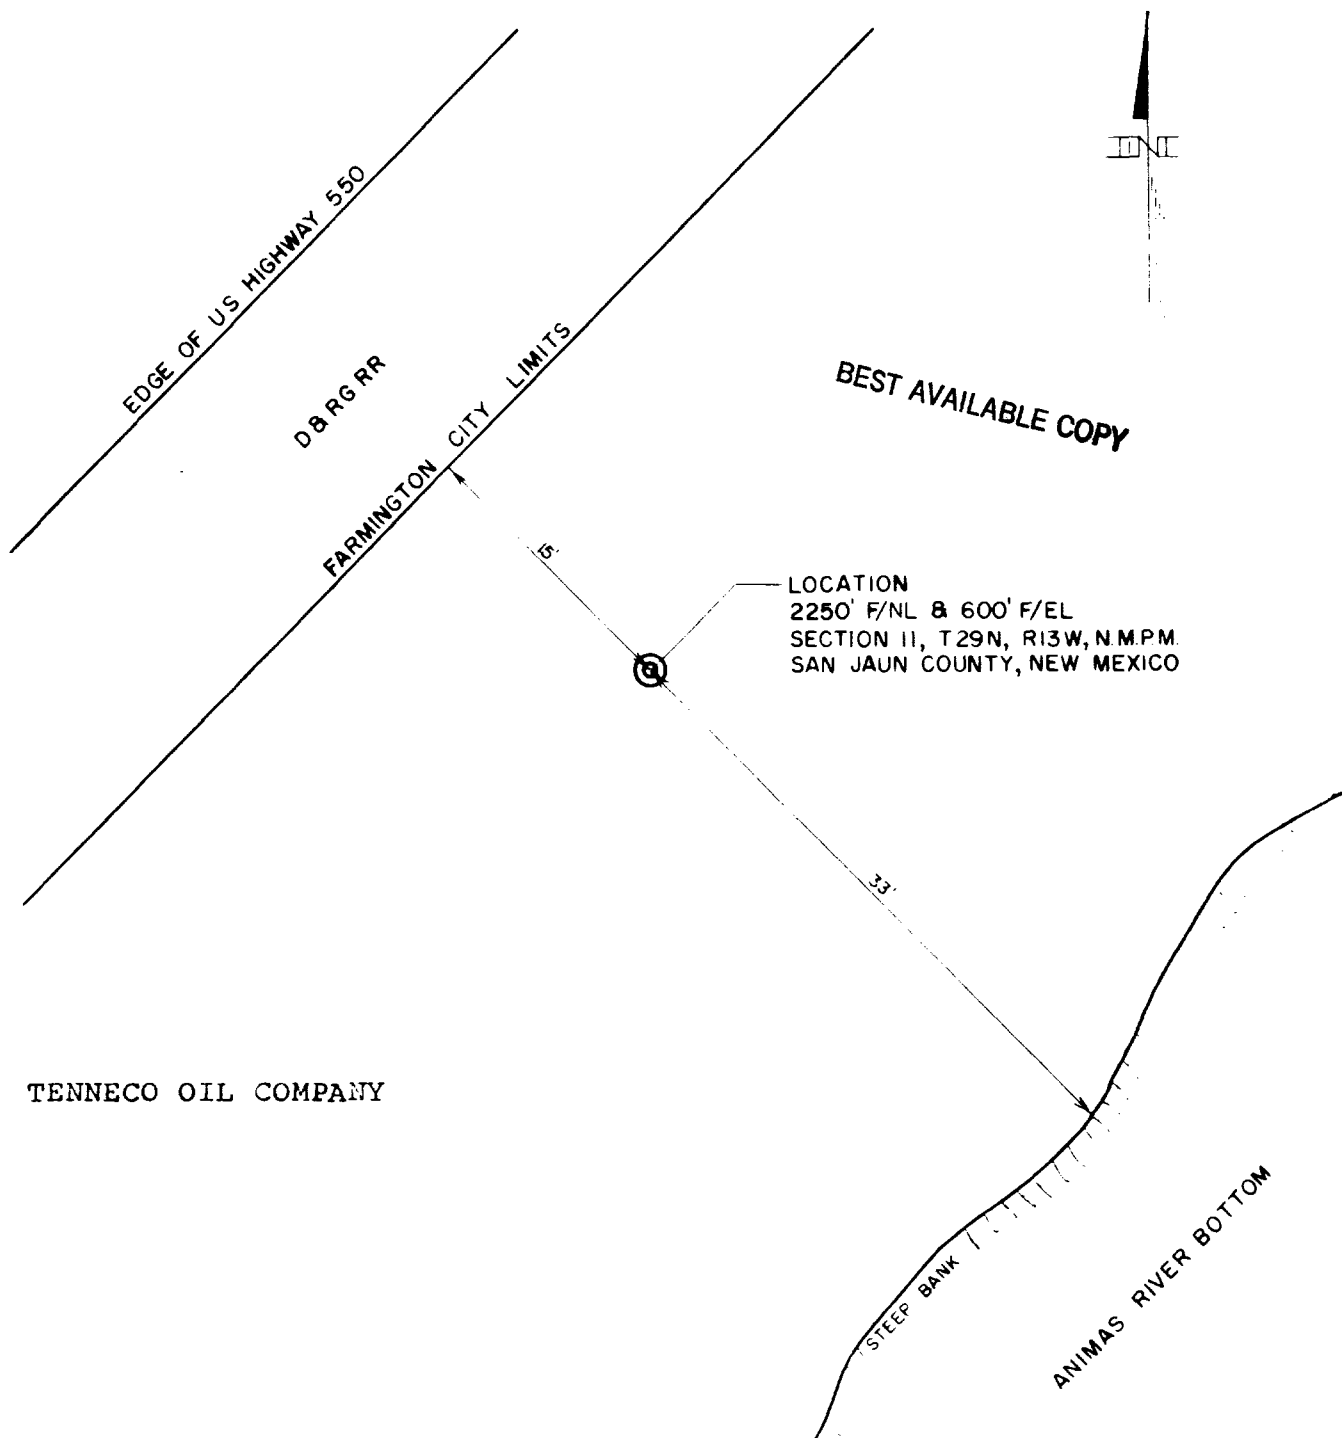 N
EDGE OF US HIGHWAY 550
D&RG RR
FARMINGTON CITY LIMITS
BEST AVAILABLE COPY
15'
LOCATION
2250' F/NL & 600' F/EL
SECTION 11, T29N, R13W, N.M.P.M.
SAN JAUN COUNTY, NEW MEXICO
33'
TENNECO OIL COMPANY
STEEP BANK
ANIMAS RIVER BOTTOM